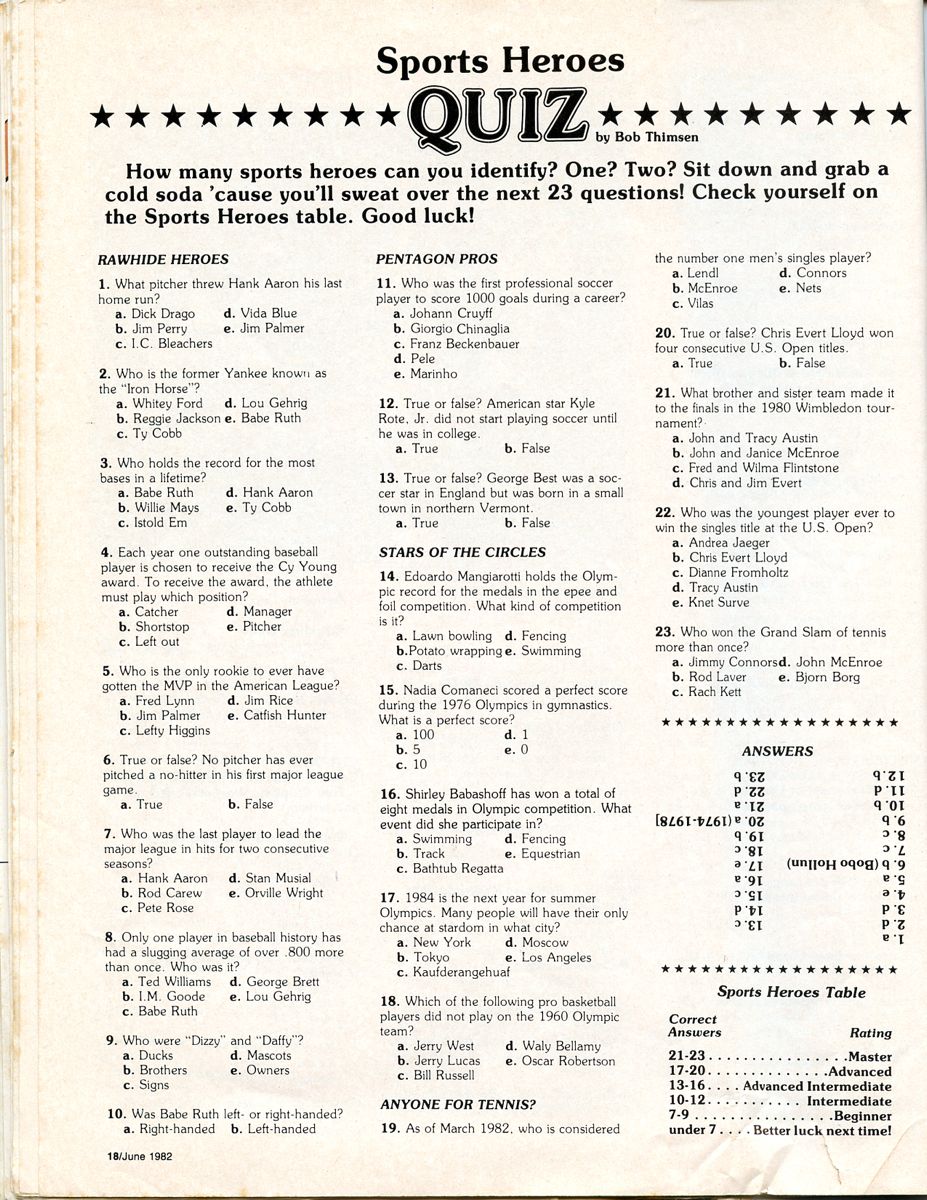 Sports Heroes
QUIZ
by Bob Thimsen
How many sports heroes can you identify? One? Two? Sit down and grab a
cold soda 'cause you'll sweat over the next 23 questions! Check yourself on
the Sports Heroes table. Good luck!
RAWHIDE HEROES
1. What pitcher threw Hank Aaron his last
home run?
a. Dick Drago d. Vida Blue
b. Jim Perry e. Jim Palmer
c. I.C. Bleachers
2. Who is the former Yankee known as
the "Iron Horse"?
a. Whitey Ford d. Lou Gehrig
b. Reggie Jackson e. Babe Ruth
c. Ty Cobb
3. Who holds the record for the most
bases in a lifetime?
a. Babe Ruth d. Hank Aaron
b. Willie Mays e. Ty Cobb
c. Istold Em
4. Each year one outstanding baseball
player is chosen to receive the Cy Young
award. To receive the award, the athlete
must play which position?
a. Catcher d. Manager
b. Shortstop e. Pitcher
c. Left out
5. Who is the only rookie to ever have
gotten the MVP in the American League?
a. Fred Lynn d. Jim Rice
b. Jim Palmer e. Catfish Hunter
c. Lefty Higgins
6. True or false? No pitcher has ever
pitched a no-hitter in his first major league
game.
a. True b. False
7. Who was the last player to lead the
major league in hits for two consecutive
seasons?
a. Hank Aaron d. Stan Musial
b. Rod Carew e. Orville Wright
c. Pete Rose
8. Only one player in baseball history has
had a slugging average of over .800 more
than once. Who was it?
a. Ted Williams d. George Brett
b. I.M. Goode e. Lou Gehrig
c. Babe Ruth
9. Who were "Dizzy" and "Daffy"?
a. Ducks d. Mascots
b. Brothers e. Owners
c. Signs
10. Was Babe Ruth left- or right-handed?
a. Right-handed b. Left-handed
PENTAGON PROS
11. Who was the first professional soccer
player to score 1000 goals during a career?
a. Johann Cruyff
b. Giorgio Chinaglia
c. Franz Beckenbauer
d. Pele
e. Marinho
12. True or false? American star Kyle
Rote, Jr. did not start playing soccer until
he was in college.
a. True b. False
13. True or false? George Best was a soc-
cer star in England but was born in a small
town in northern Vermont.
a. True b. False
STARS OF THE CIRCLES
14. Edoardo Mangiarotti holds the Olym-
pic record for the medals in the epee and
foil competition. What kind of competition
is it?
a. Lawn bowling d. Fencing
b.Potato wrapping e. Swimming
c. Darts
15. Nadia Comaneci scored a perfect score
during the 1976 Olympics in gymnastics.
What is a perfect score?
a. 100 d. 1
b. 5 e. 0
c. 10
16. Shirley Babashoff has won a total of
eight medals in Olympic competition. What
event did she participate in?
a. Swimming d. Fencing
b. Track e. Equestrian
c. Bathtub Regatta
17. 1984 is the next year for summer
Olympics. Many people will have their only
chance at stardom in what city?
a. New York d. Moscow
b. Tokyo e. Los Angeles
c. Kaufderangehuaf
18. Which of the following pro basketball
players did not play on the 1960 Olympic
team?
a. Jerry West d. Waly Bellamy
b. Jerry Lucas e. Oscar Robertson
c. Bill Russell
ANYONE FOR TENNIS?
19. As of March 1982, who is considered
the number one men's singles player?
a. Lendl d. Connors
b. McEnroe e. Nets
c. Vilas
20. True or false? Chris Evert Lloyd won
four consecutive U.S. Open titles.
a. True b. False
21. What brother and sister team made it
to the finals in the 1980 Wimbledon tour-
nament?
a. John and Tracy Austin
b. John and Janice McEnroe
c. Fred and Wilma Flintstone
d. Chris and Jim Evert
22. Who was the youngest player ever to
win the singles title at the U.S. Open?
a. Andrea Jaeger
b. Chris Evert Lloyd
c. Dianne Fromholtz
d. Tracy Austin
e. Knet Surve
23. Who won the Grand Slam of tennis
more than once?
a. Jimmy Connors d. John McEnroe
b. Rod Laver e. Bjorn Borg
c. Rach Kett
ANSWERS
1. a
2. d 13. c
3. d 14. d
4. e 15. c
5. a 16. a
6. b (Bobo Hollun) 17. e
7. c 18. c
8. c 19. b
9. b 20. a (1974-1978]
10. b 21. a
11. d 22. d
12. b 23. b
Sports Heroes Table
Correct
Answers Rating
21-23 . . . . . . . . . . . . . . . Master
17-20 . . . . . . . . . . . . . Advanced
13-16 . . . . Advanced Intermediate
10-12 . . . . . . . . . . . Intermediate
7-9 . . . . . . . . . . . . . . . . Beginner
under 7 . . . . Better luck next time!
18/June 1982